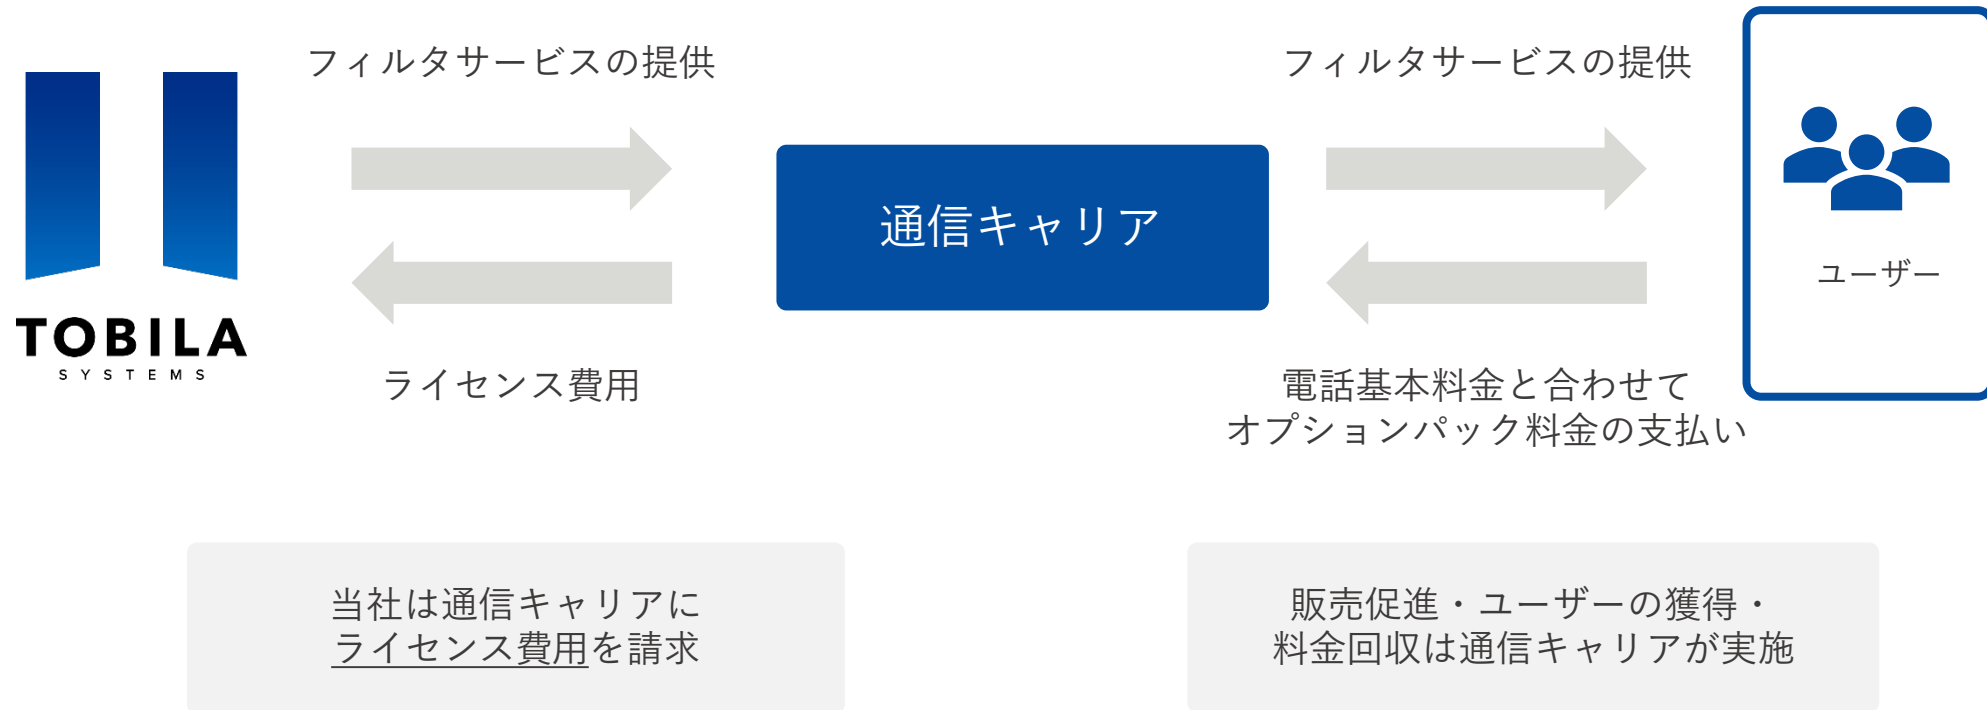 フィルタサービスの提供
フィルタサービスの提供
通信キャリア
ユーザー
TOBILA
SYSTEMS
ライセンス費用
電話基本料金と合わせて
オプションパック料金の支払い
当社は通信キャリアに
ライセンス費用を請求
販売促進・ユーザーの獲得・
料金回収は通信キャリアが実施